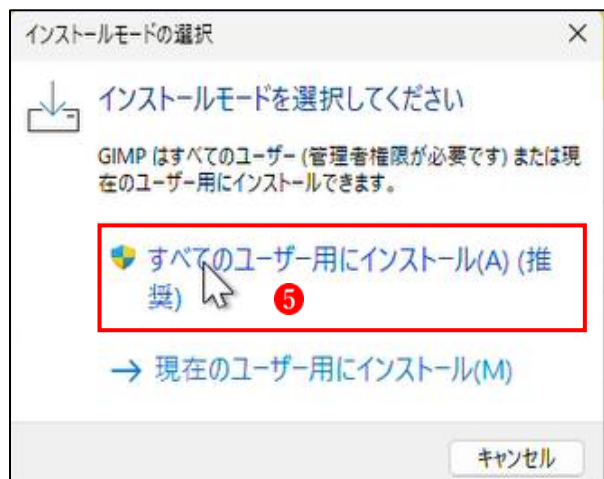 インストールモードの選択
インストールモードを選択してください
GIMP はすべてのユーザー (管理者権限が必要です) または現
在のユーザー用にインストールできます。
すべてのユーザー用にインストール(A) (推
奨)
❺
→ 現在のユーザー用にインストール(M)
キャンセル